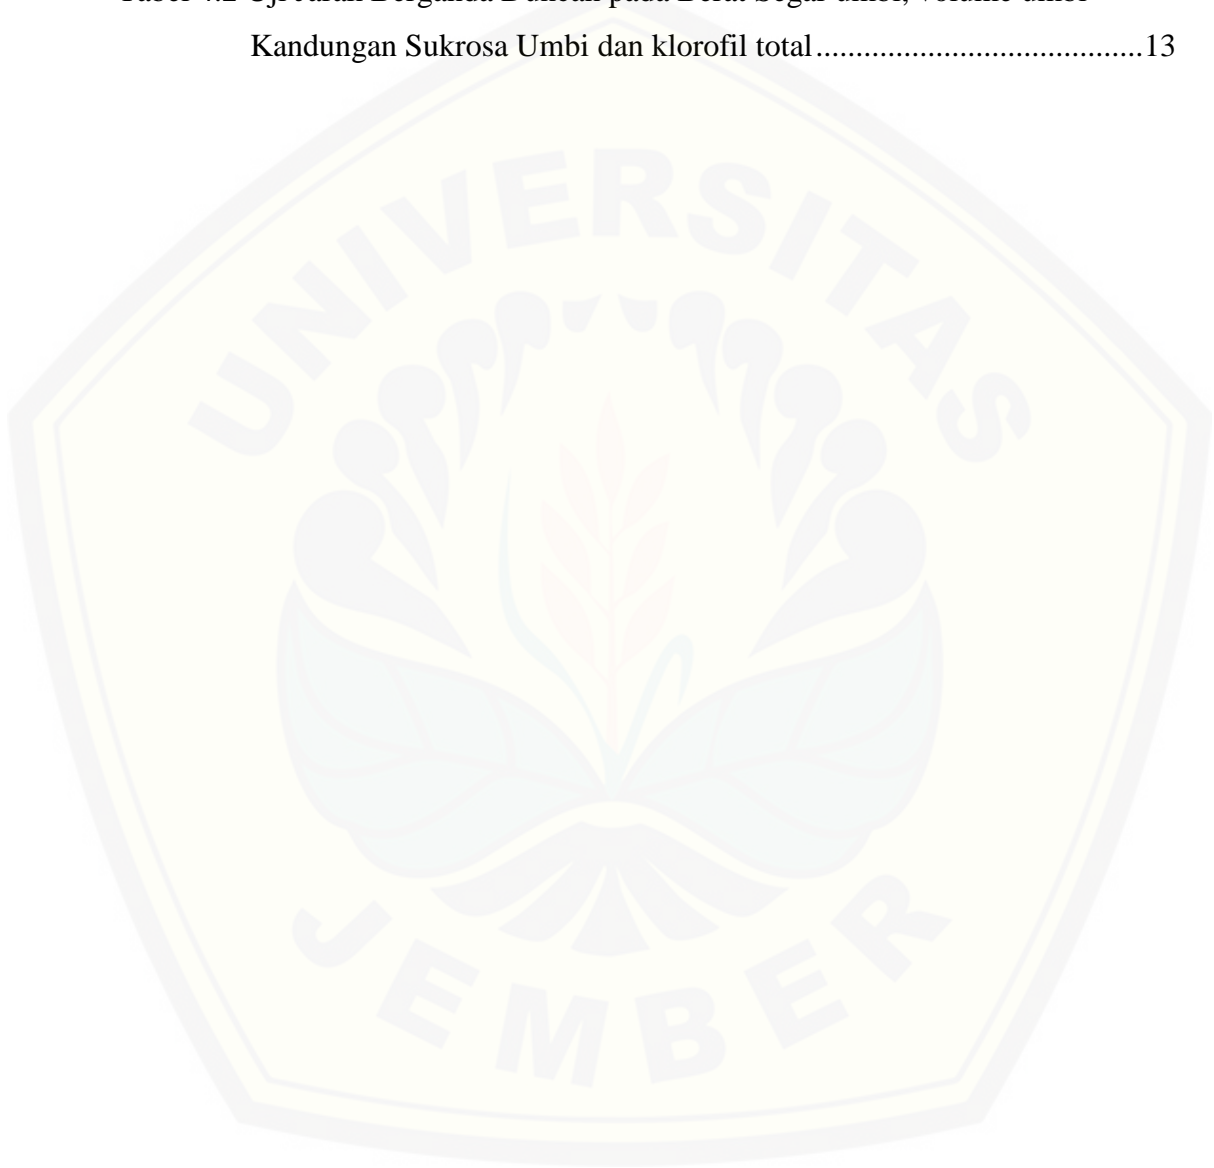 Tabel 4.2 Uji Jarak Berganda Duncan pada Berat Segar umbi, Volume umbi
Kandungan Sukrosa Umbi dan klorofil total.........................................13
UNIVERSITAS
JEMBER